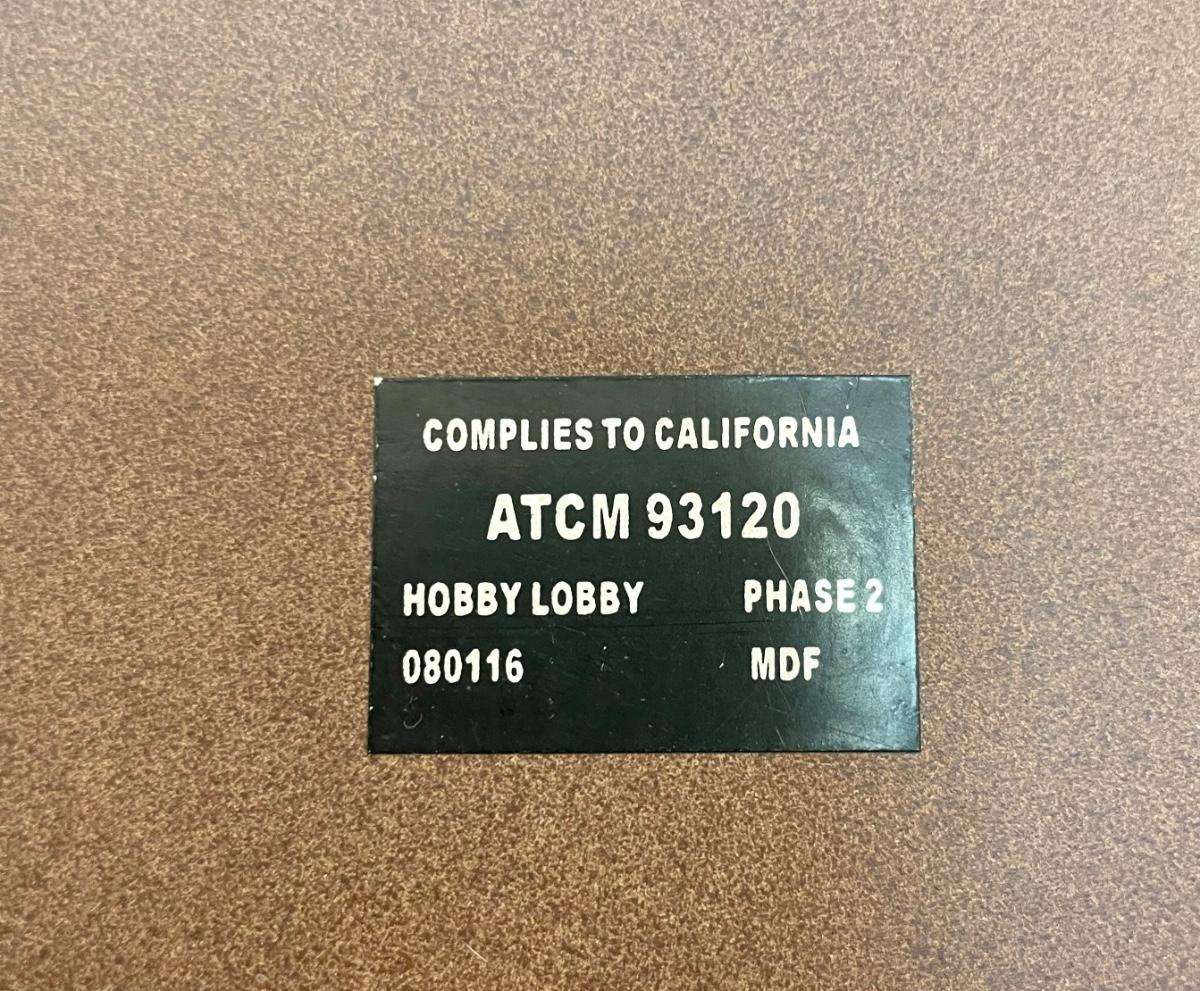 COMPLIES TO CALIFORNIA
ATCM 93120
HOBBY LOBBY PHASE 2
080116 MDF